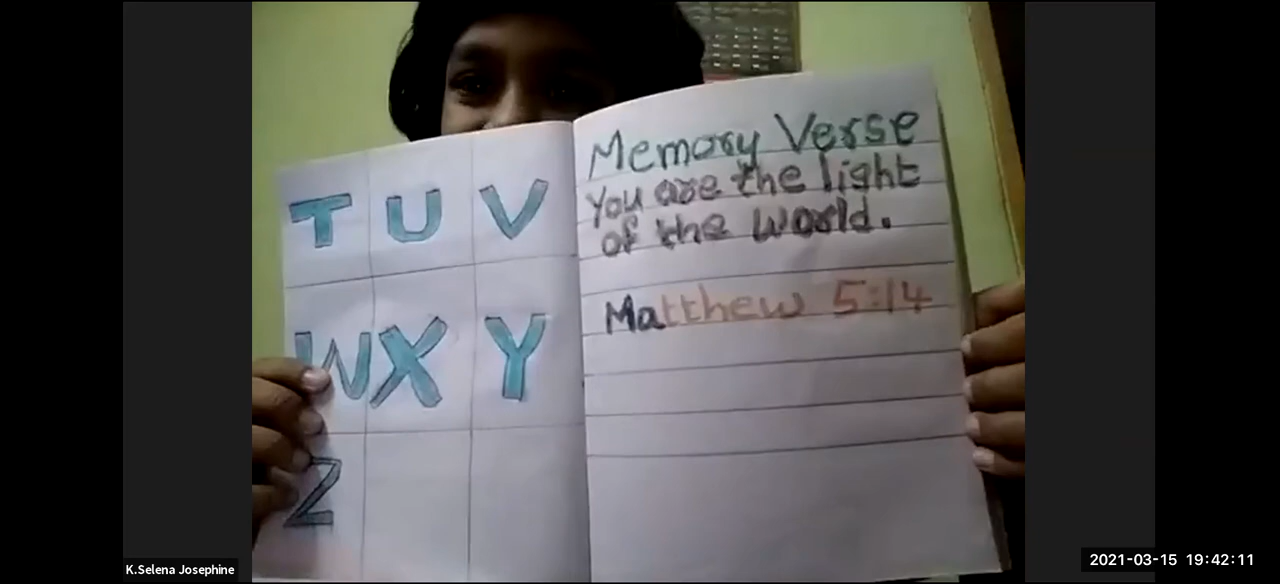 T U V
W X Y
Z
Memory Verse
You are the light
of the world.
Matthew 5:14
K.Selena Josephine
2021-03-15 19:42:11